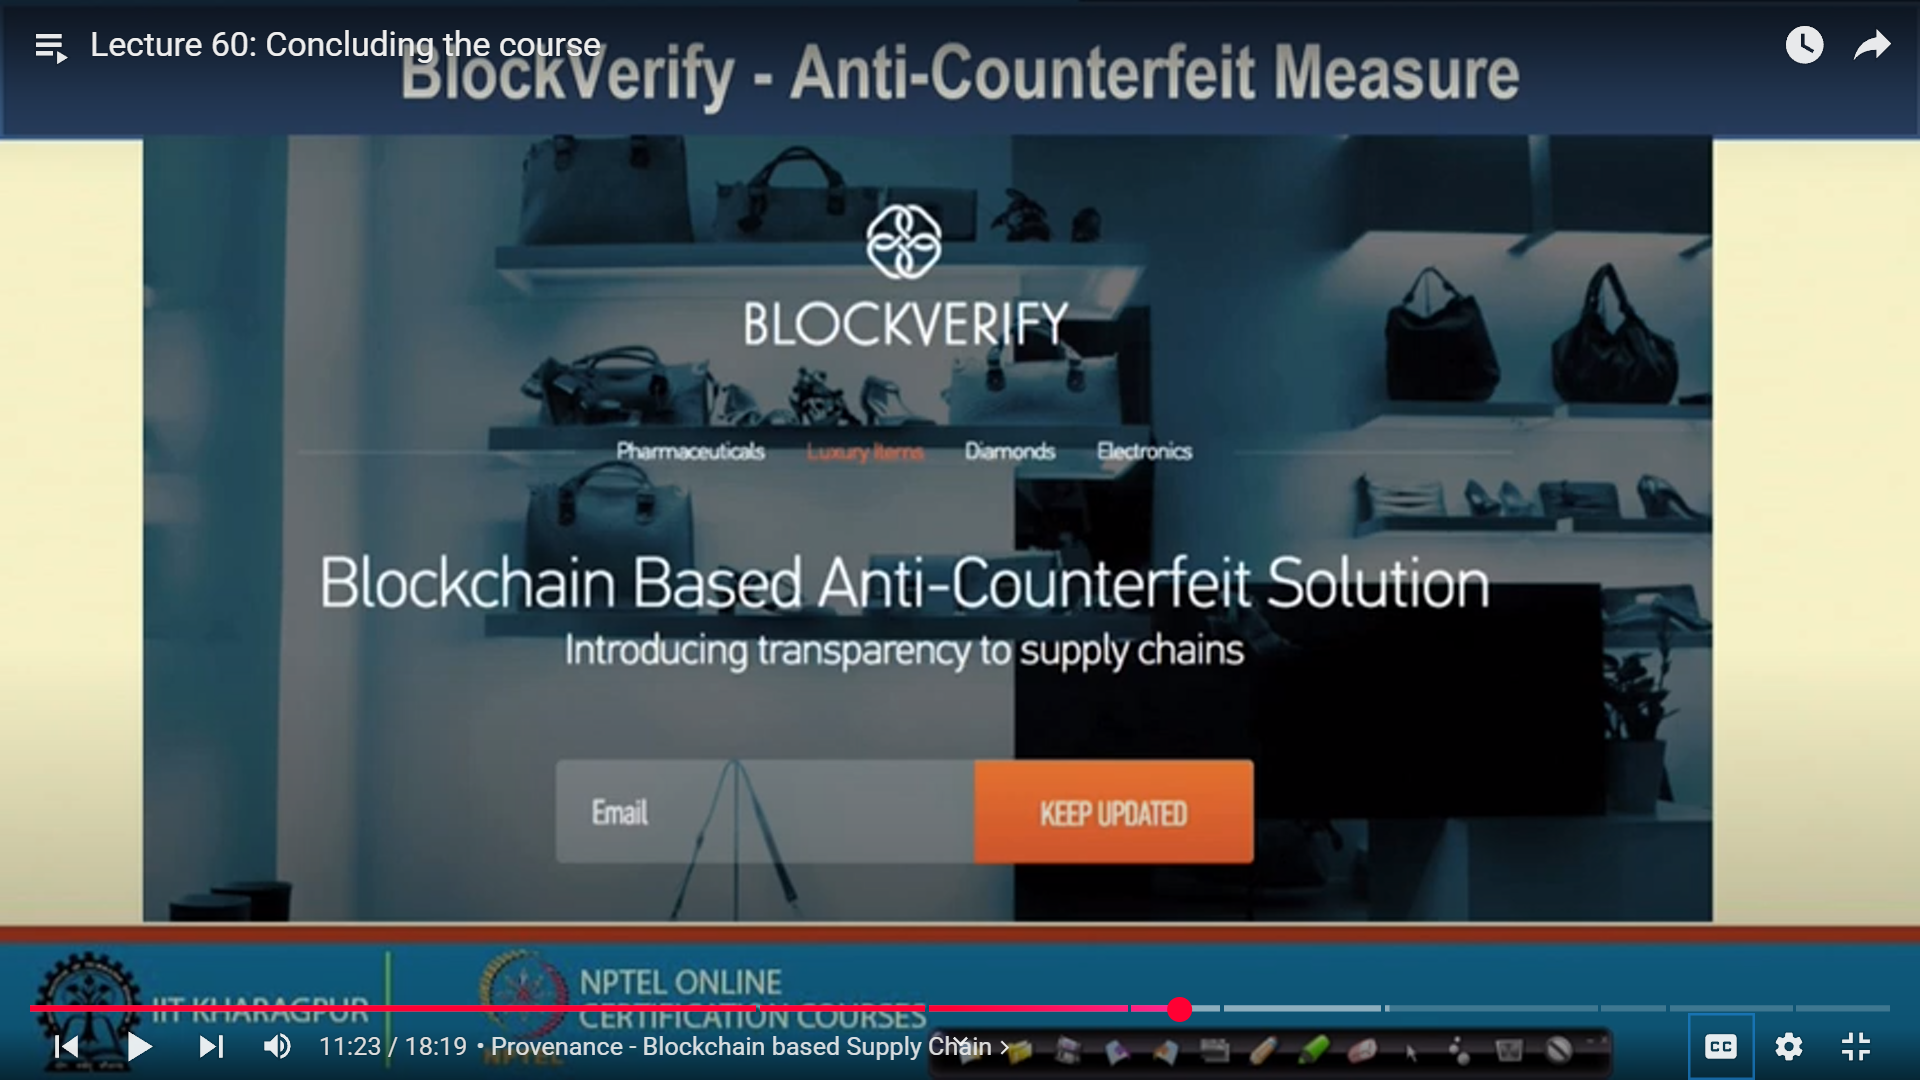 Lecture 60: Concluding the course
BlockVerify - Anti-Counterfeit Measure
BLOCKVERIFY
Pharmaceuticals Luxury Items Diamonds Electronics
Blockchain Based Anti-Counterfeit Solution
Introducing transparency to supply chains
Email KEEP UPDATED
IIT KHARAGPUR
NPTEL ONLINE
CERTIFICATION COURSES
NPTEL
11:23 / 18:19 • Provenance - Blockchain based Supply Chain >
CC